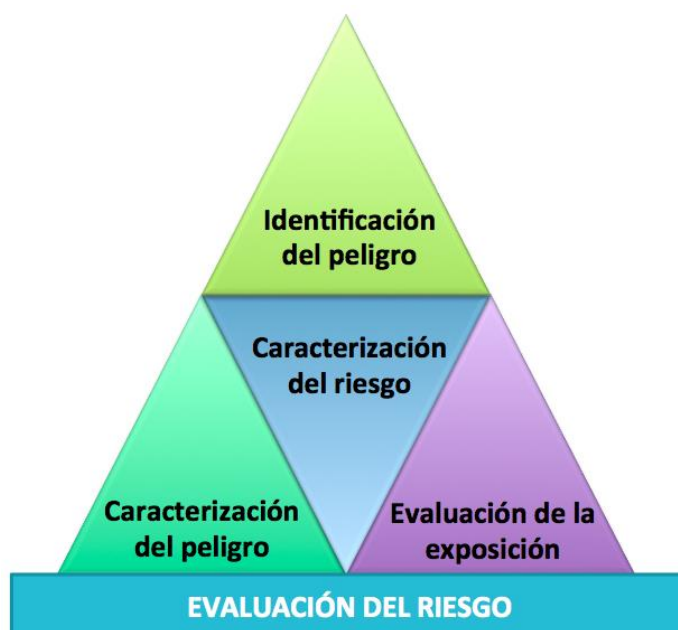 Identificación
del peligro
Caracterización
del riesgo
Caracterización
del peligro
Evaluación de la
exposición
EVALUACIÓN DEL RIESGO